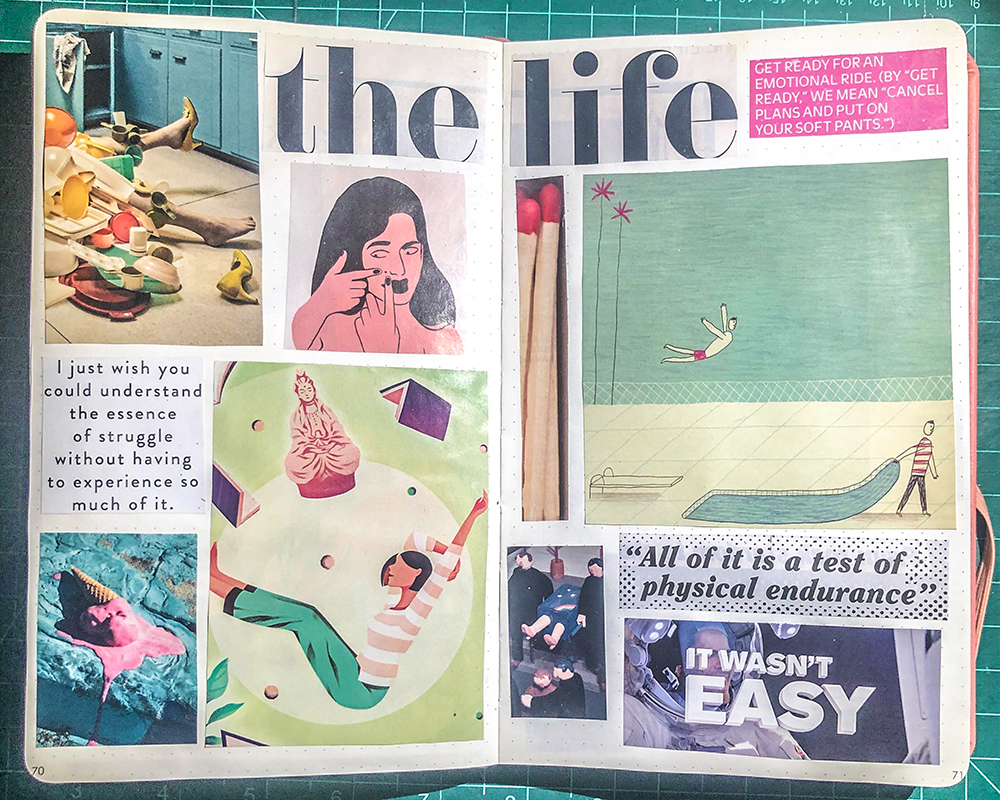 the life
GET READY FOR AN
EMOTIONAL RIDE. (BY “GET
READY,” WE MEAN “CANCEL
PLANS AND PUT ON
YOUR SOFT PANTS.”)
I just wish you
could understand
the essence
of struggle
without having
to experience so
much of it.
“All of it is a test of
physical endurance”
IT WASN’T
EASY
70
71